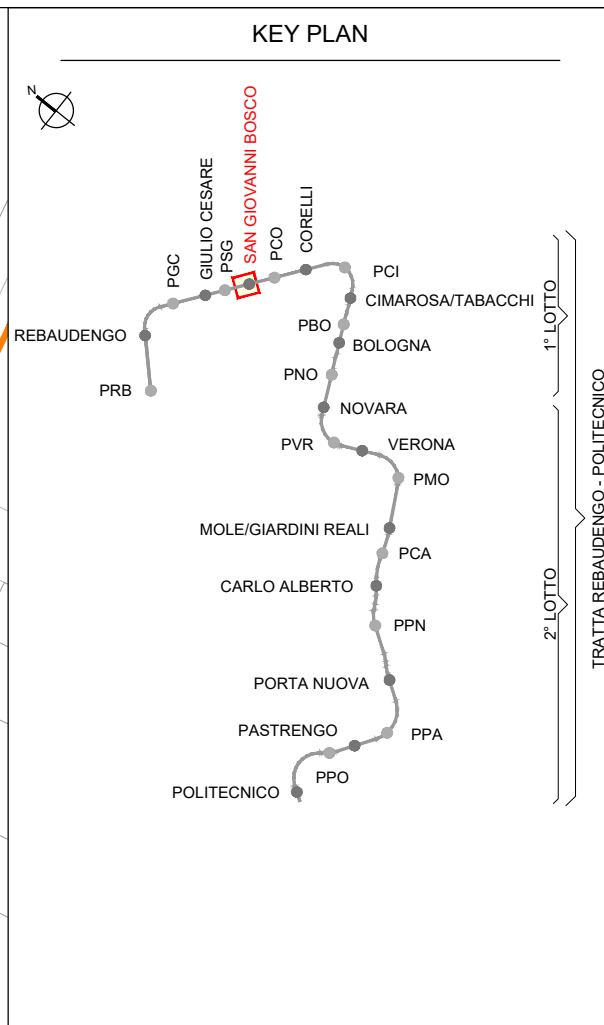 KEY PLAN
N
PGC
GIULIO CESARE
PSG
SAN GIOVANNI BOSCO
PCO
CORELLI
PCI
CIMAROSA/TABACCHI
REBAUDENGO
PBO
BOLOGNA
PNO
PRB
NOVARA
PVR
VERONA
PMO
MOLE/GIARDINI REALI
PCA
CARLO ALBERTO
PPN
PORTA NUOVA
PASTRENGO
PPA
PPO
POLITECNICO
1° LOTTO
2° LOTTO
TRATTA REBAUDENGO - POLITECNICO